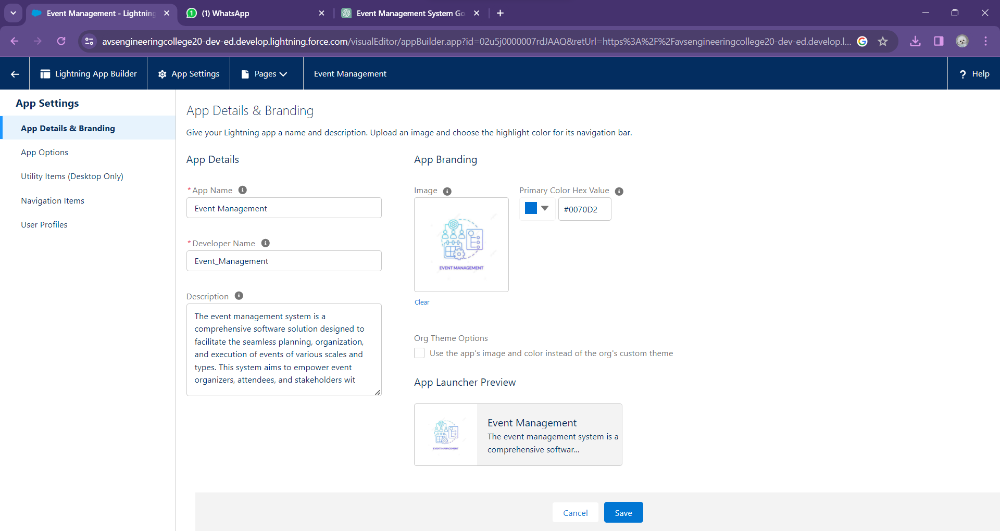 Event Management - Lightning
(1) WhatsApp
Event Management System Go
avsengineeringcollege20-dev-ed.develop.lightning.force.com/visualEditor/appBuilder.app?id=02u5j0000007rdJAAQ&retUrl=https%3A%2F%2Favsengineeringcollege20-dev-ed.develop.l...
Lightning App Builder
App Settings
Pages
Event Management
? Help
App Settings
App Details & Branding
App Options
Utility Items (Desktop Only)
Navigation Items
User Profiles
App Details & Branding
Give your Lightning app a name and description. Upload an image and choose the highlight color for its navigation bar.
App Details
*App Name
Event Management
*Developer Name
Event_Management
Description
The event management system is a
comprehensive software solution designed to
facilitate the seamless planning, organization,
and execution of events of various scales and
types. This system aims to empower event
organizers, attendees, and stakeholders wit
App Branding
Image
EVENT MANAGEMENT
Clear
Primary Color Hex Value
#0070D2
Org Theme Options
Use the app's image and color instead of the org's custom theme
App Launcher Preview
EVENT MANAGEMENT
Event Management
The event management system is a
comprehensive softwar...
Cancel
Save